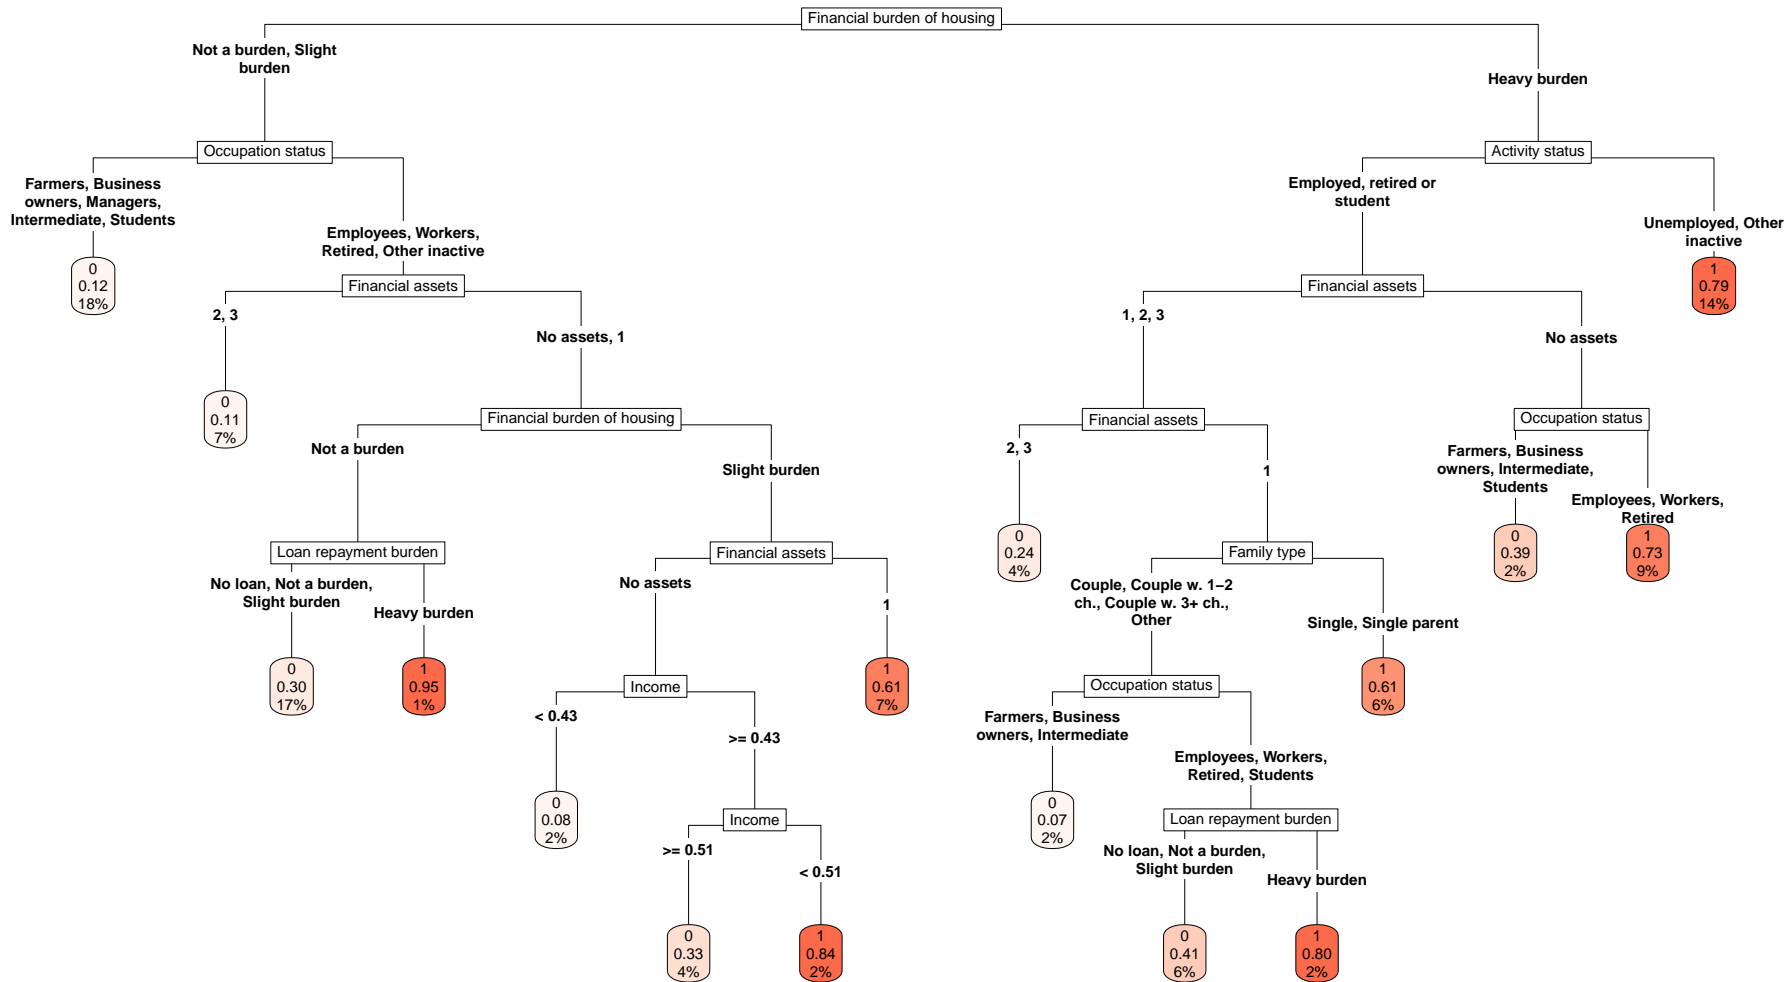 Financial burden of housing
Not a burden, Slight
burden
Heavy burden
Occupation status
Activity status
Farmers, Business
owners, Managers,
Intermediate, Students
Employees, Workers,
Retired, Other inactive
Employed, retired or
student
Unemployed, Other
inactive
0
0.12
18%
Financial assets
Financial assets
1
0.79
14%
2, 3
No assets, 1
1, 2, 3
No assets
0
0.11
7%
Financial burden of housing
Financial assets
Occupation status
Not a burden
Slight burden
2, 3
1
Farmers, Business
owners, Intermediate,
Students
Employees, Workers,
Retired
Loan repayment burden
Financial assets
0
0.24
4%
Family type
0
0.39
2%
1
0.73
9%
No loan, Not a burden,
Slight burden
Heavy burden
No assets
1
Couple, Couple w. 1–2
ch., Couple w. 3+ ch.,
Other
Single, Single parent
0
0.30
17%
1
0.95
1%
Income
1
0.61
7%
Occupation status
1
0.61
6%
< 0.43
>= 0.43
Farmers, Business
owners, Intermediate
Employees, Workers,
Retired, Students
0
0.08
2%
Income
0
0.07
2%
Loan repayment burden
>= 0.51
< 0.51
No loan, Not a burden,
Slight burden
Heavy burden
0
0.33
4%
1
0.84
2%
0
0.41
6%
1
0.80
2%